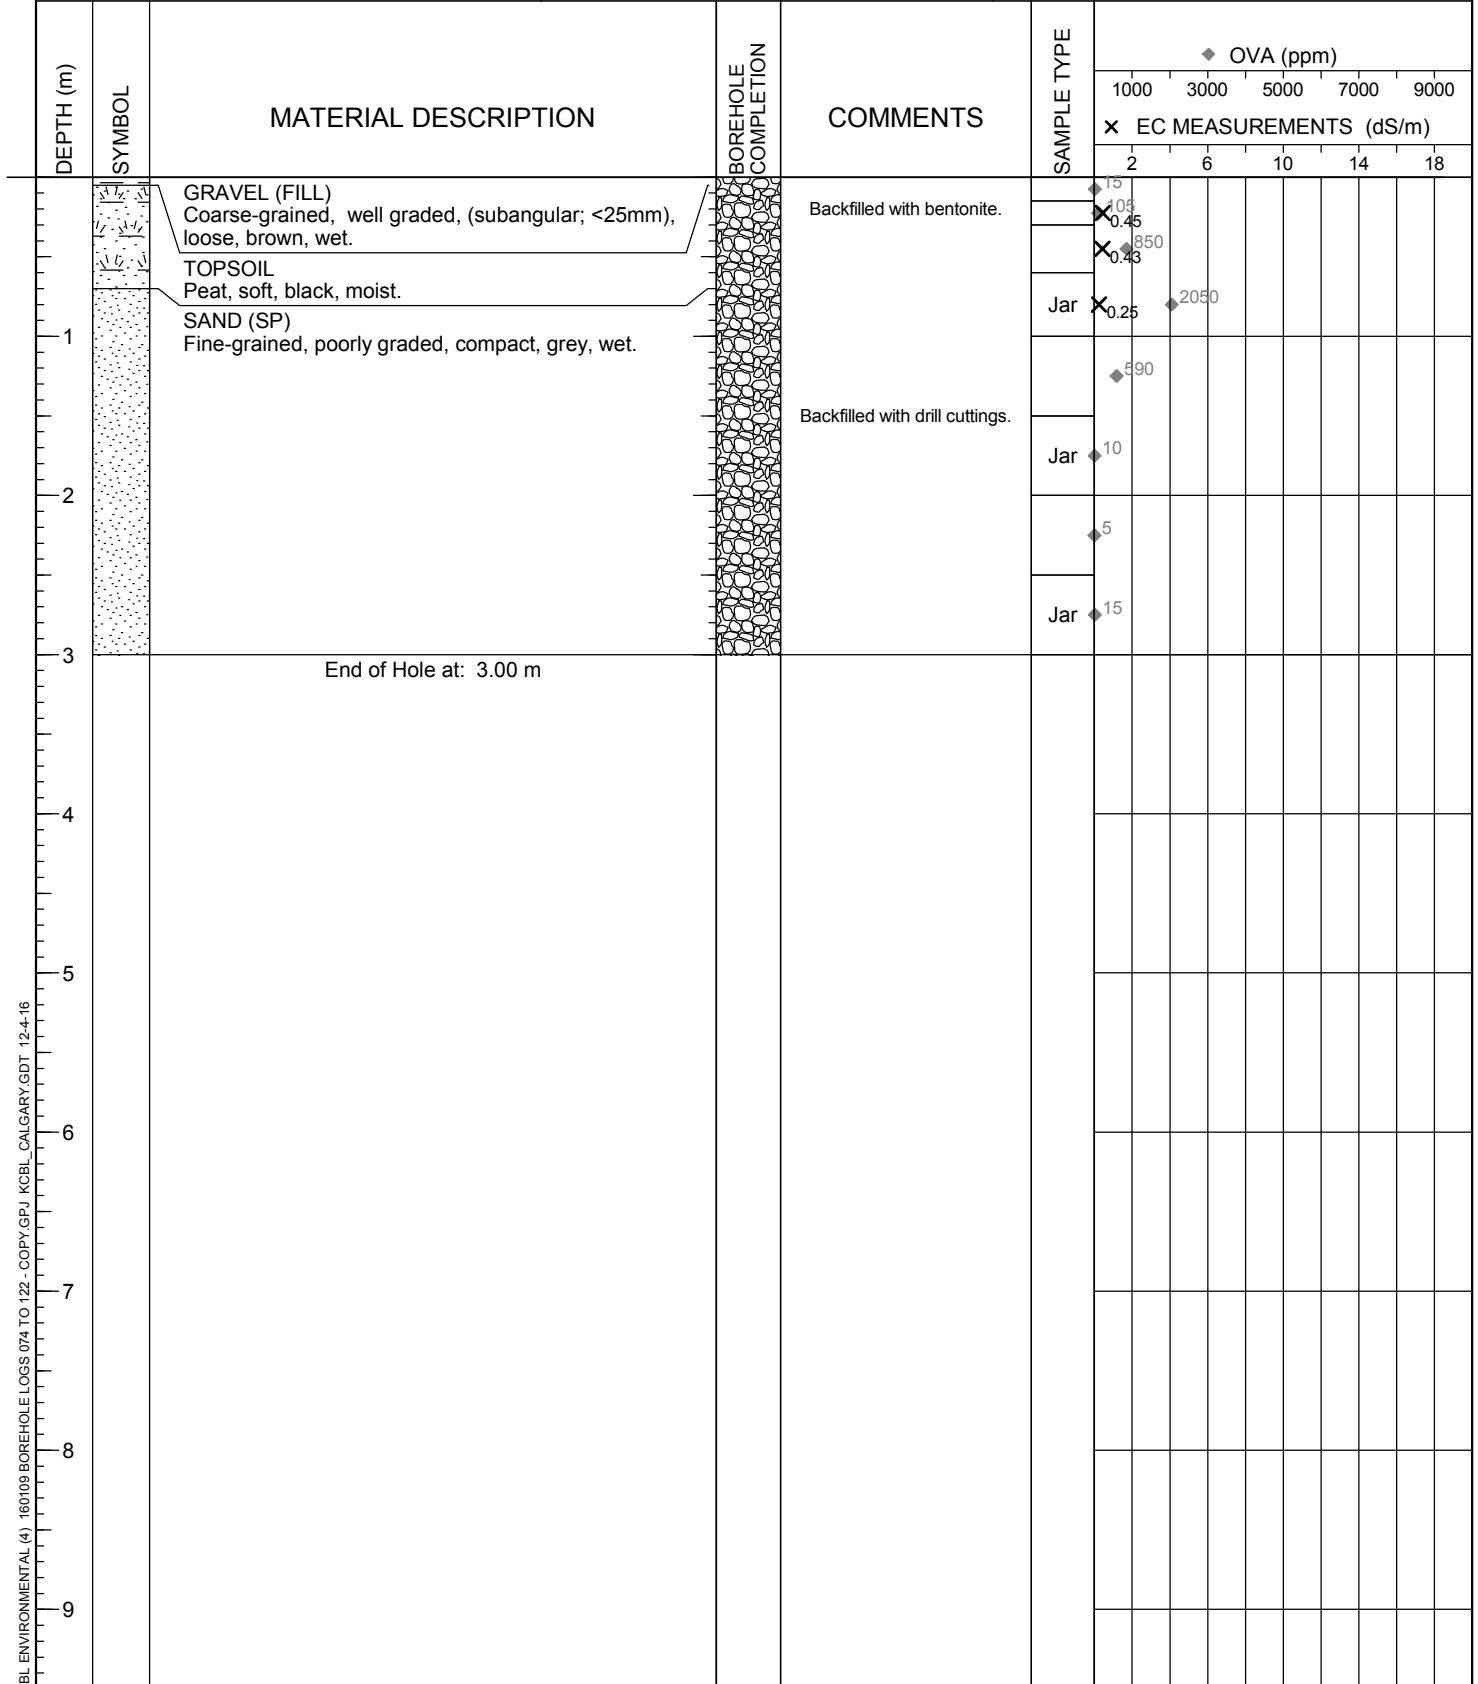 DEPTH (m)
SYMBOL
MATERIAL DESCRIPTION
BOREHOLE
COMPLETION
COMMENTS
SAMPLE TYPE
OVA (ppm)
1000 3000 5000 7000 9000
EC MEASUREMENTS (dS/m)
2 6 10 14 18
GRAVEL (FILL)
Coarse-grained, well graded, (subangular; <25mm),
loose, brown, wet.
TOPSOIL
Peat, soft, black, moist.
SAND (SP)
Fine-grained, poorly graded, compact, grey, wet.
End of Hole at: 3.00 m
Backfilled with bentonite.
Backfilled with drill cuttings.
Jar
Jar
Jar
15
105
0.45
850
0.43
2050
0.25
590
10
5
15
1
2
3
4
5
6
7
8
9
BL ENVIRONMENTAL (4) 160109 BOREHOLE LOGS 074 TO 122 - COPY.GPJ KCBL_CALGARY.GDT 12-4-16